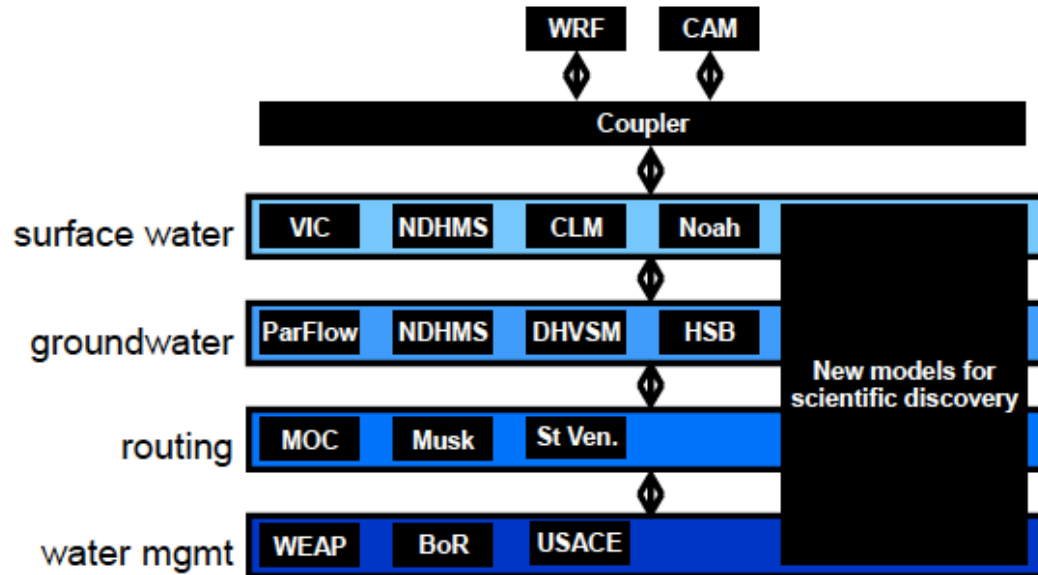 WRF CAM
Coupler
surface water VIC NDHMS CLM Noah
groundwater ParFlow NDHMS DHVSM HSB
New models for
scientific discovery
routing MOC Musk St Ven.
water mgmt WEAP BoR USACE